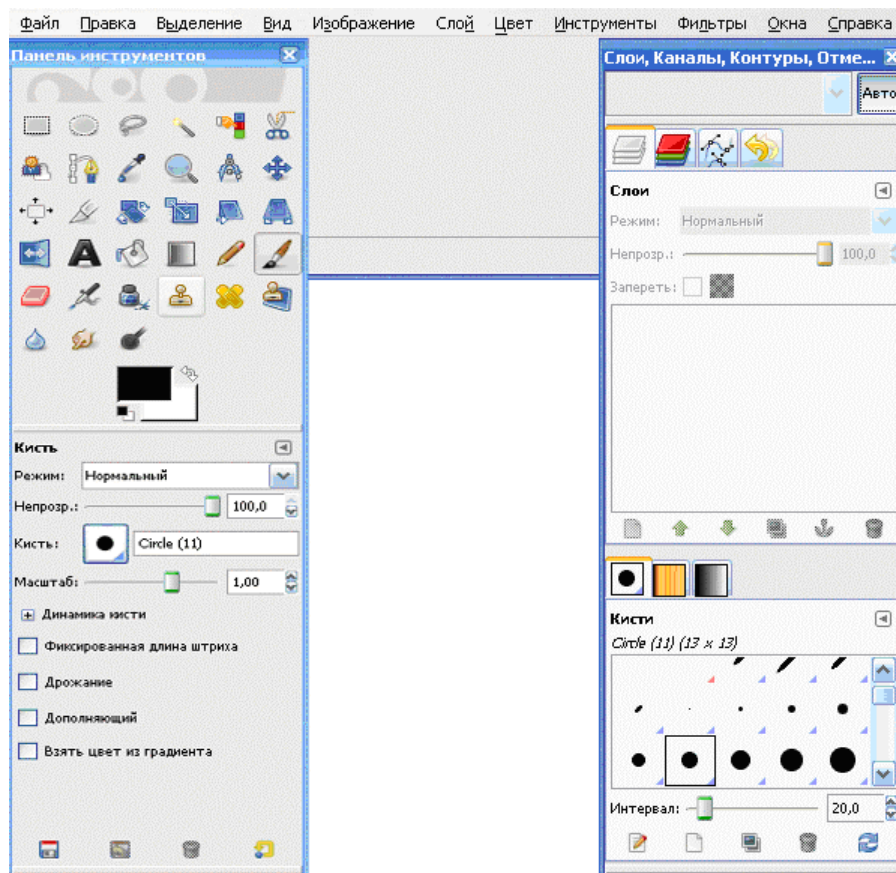 Файл Правка Выделение Вид Изображение Слой Цвет Инструменты Фильтры Окна Справка
Панель инструментов
Кисть
Режим: Нормальный
Непрозр.: 100,0
Кисть: Circle (11)
Масштаб: 1,00
Динамика кисти
Фиксированная длина штриха
Дрожание
Дополняющий
Взять цвет из градиента
Слои, Каналы, Контуры, Отме...
Авто
Слои
Режим: Нормальный
Непрозр.: 100,0
Запереть:
Кисти
Circle (11) (13 x 13)
Интервал: 20,0